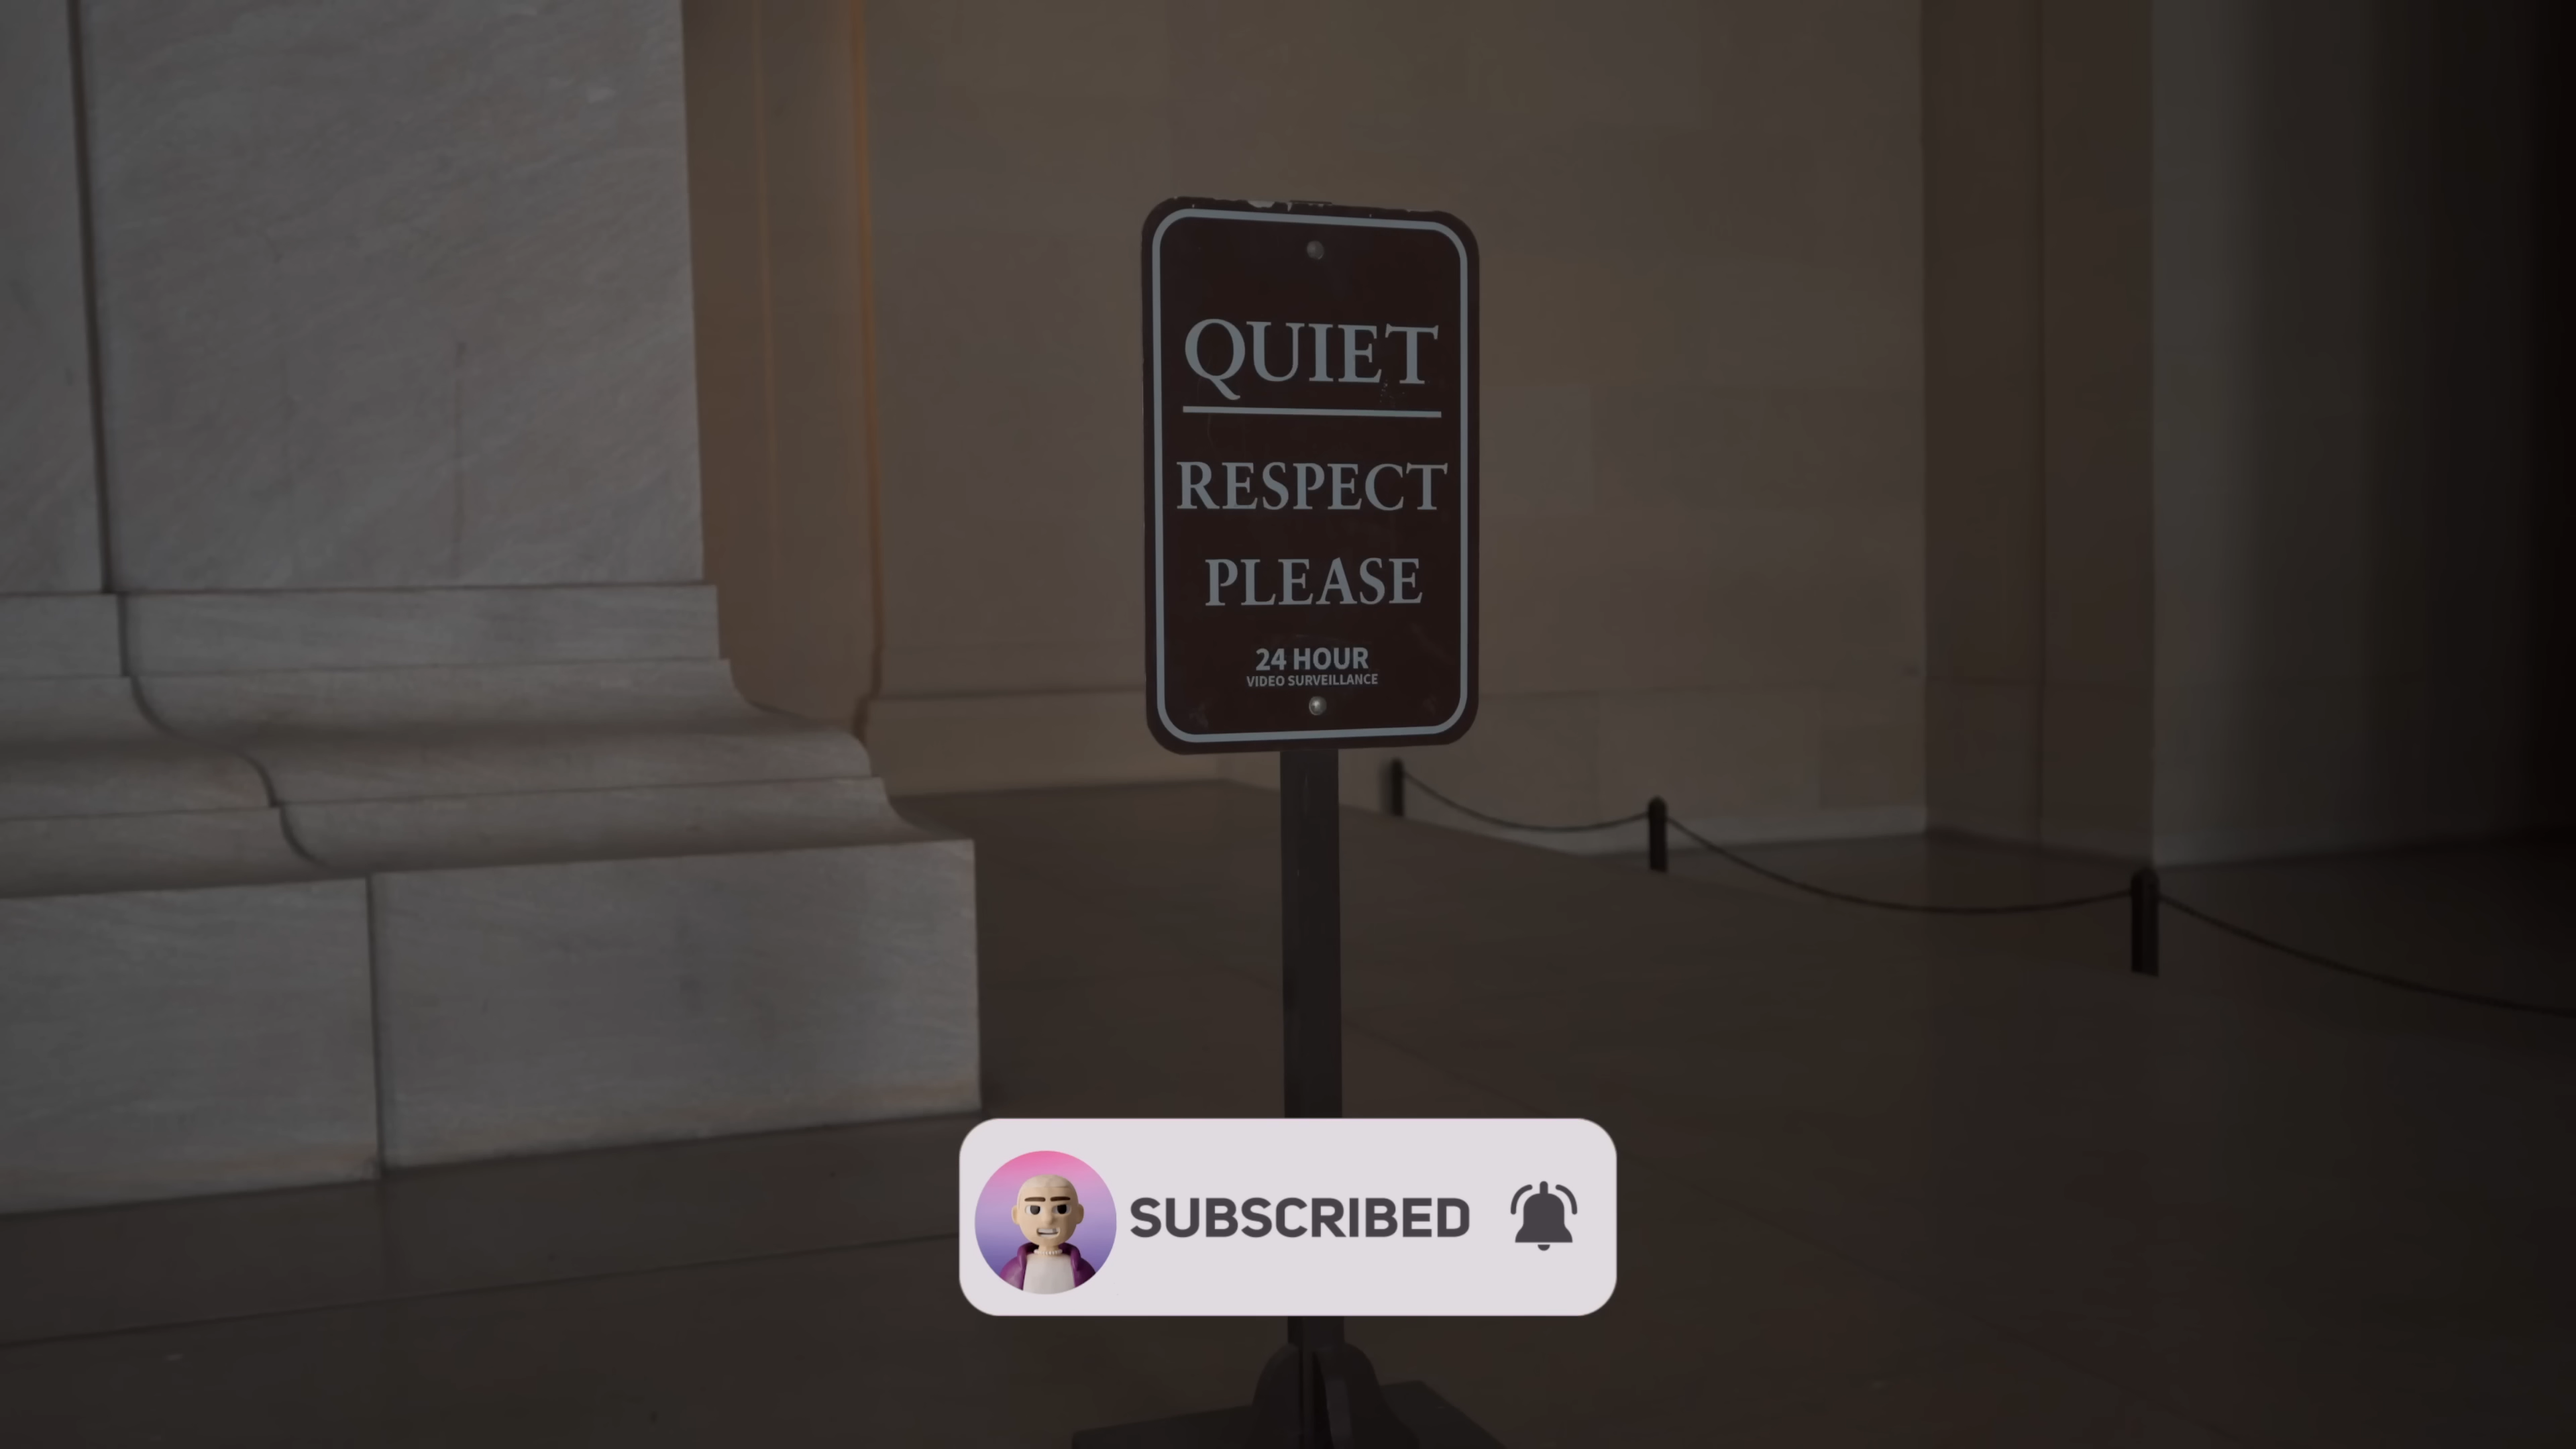 QUIET
RESPECT
PLEASE
24 HOUR
VIDEO SURVEILLANCE
SUBSCRIBED